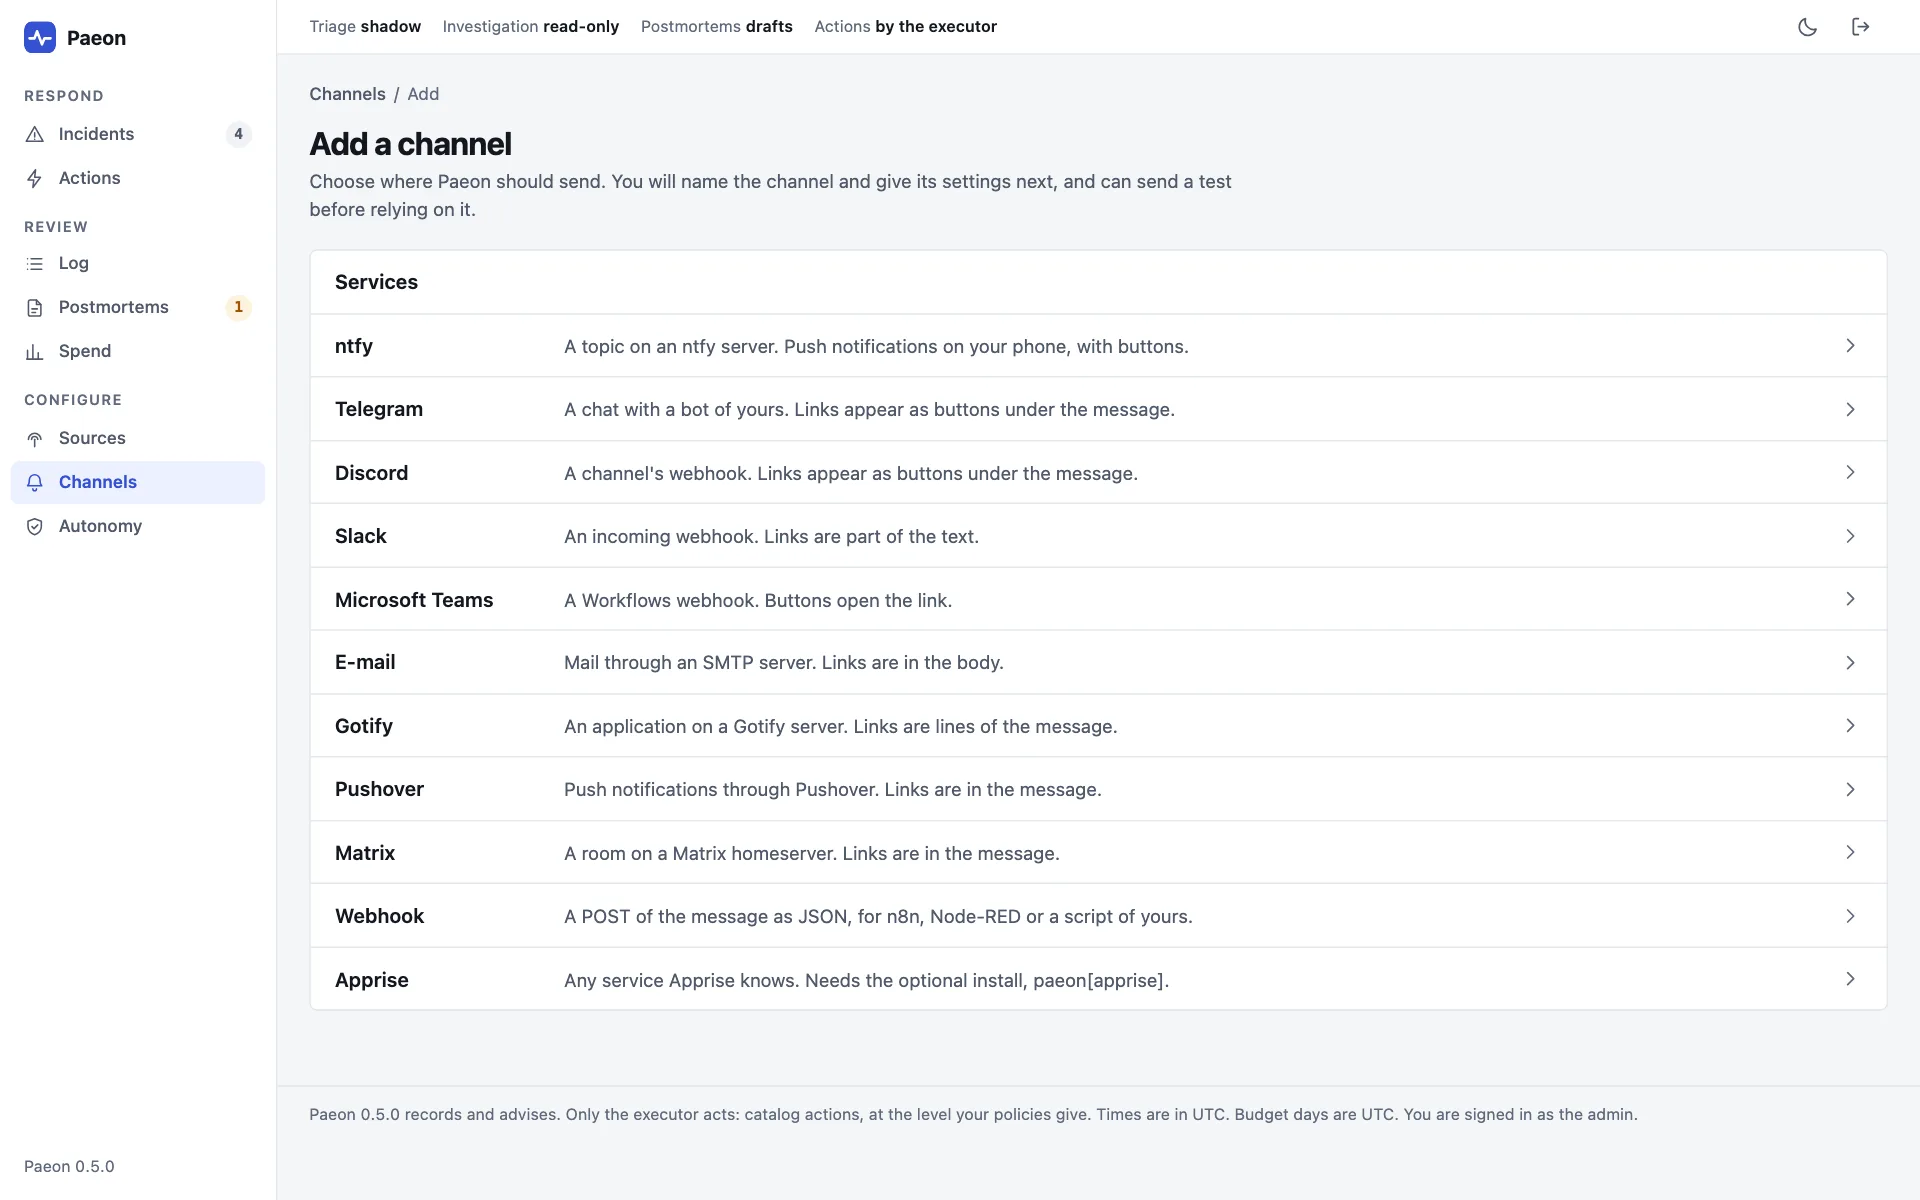 Paeon
Triage shadow Investigation read-only Postmortems drafts Actions by the executor
RESPOND
Incidents 4
Actions
REVIEW
Log
Postmortems 1
Spend
CONFIGURE
Sources
Channels
Autonomy
Paeon 0.5.0
Channels / Add
Add a channel
Choose where Paeon should send. You will name the channel and give its settings next, and can send a test
before relying on it.
Services
ntfy A topic on an ntfy server. Push notifications on your phone, with buttons.
Telegram A chat with a bot of yours. Links appear as buttons under the message.
Discord A channel's webhook. Links appear as buttons under the message.
Slack An incoming webhook. Links are part of the text.
Microsoft Teams A Workflows webhook. Buttons open the link.
E-mail Mail through an SMTP server. Links are in the body.
Gotify An application on a Gotify server. Links are lines of the message.
Pushover Push notifications through Pushover. Links are in the message.
Matrix A room on a Matrix homeserver. Links are in the message.
Webhook A POST of the message as JSON, for n8n, Node-RED or a script of yours.
Apprise Any service Apprise knows. Needs the optional install, paeon[apprise].
Paeon 0.5.0 records and advises. Only the executor acts: catalog actions, at the level your policies give. Times are in UTC. Budget days are UTC. You are signed in as the admin.